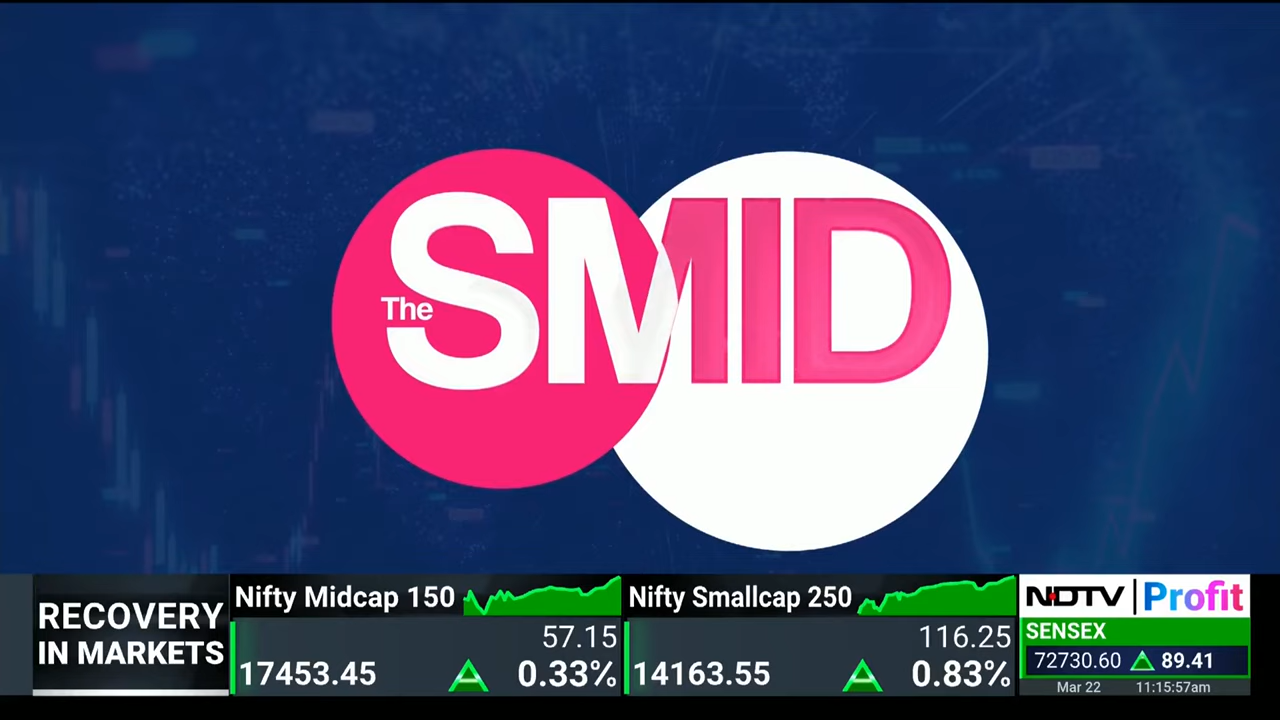 The SMID
RECOVERY
IN MARKETS
Nifty Midcap 150
57.15
17453.45 0.33%
Nifty Smallcap 250
116.25
14163.55 0.83%
NDTV Profit
SENSEX
72730.60 89.41
Mar 22 11:15:57am